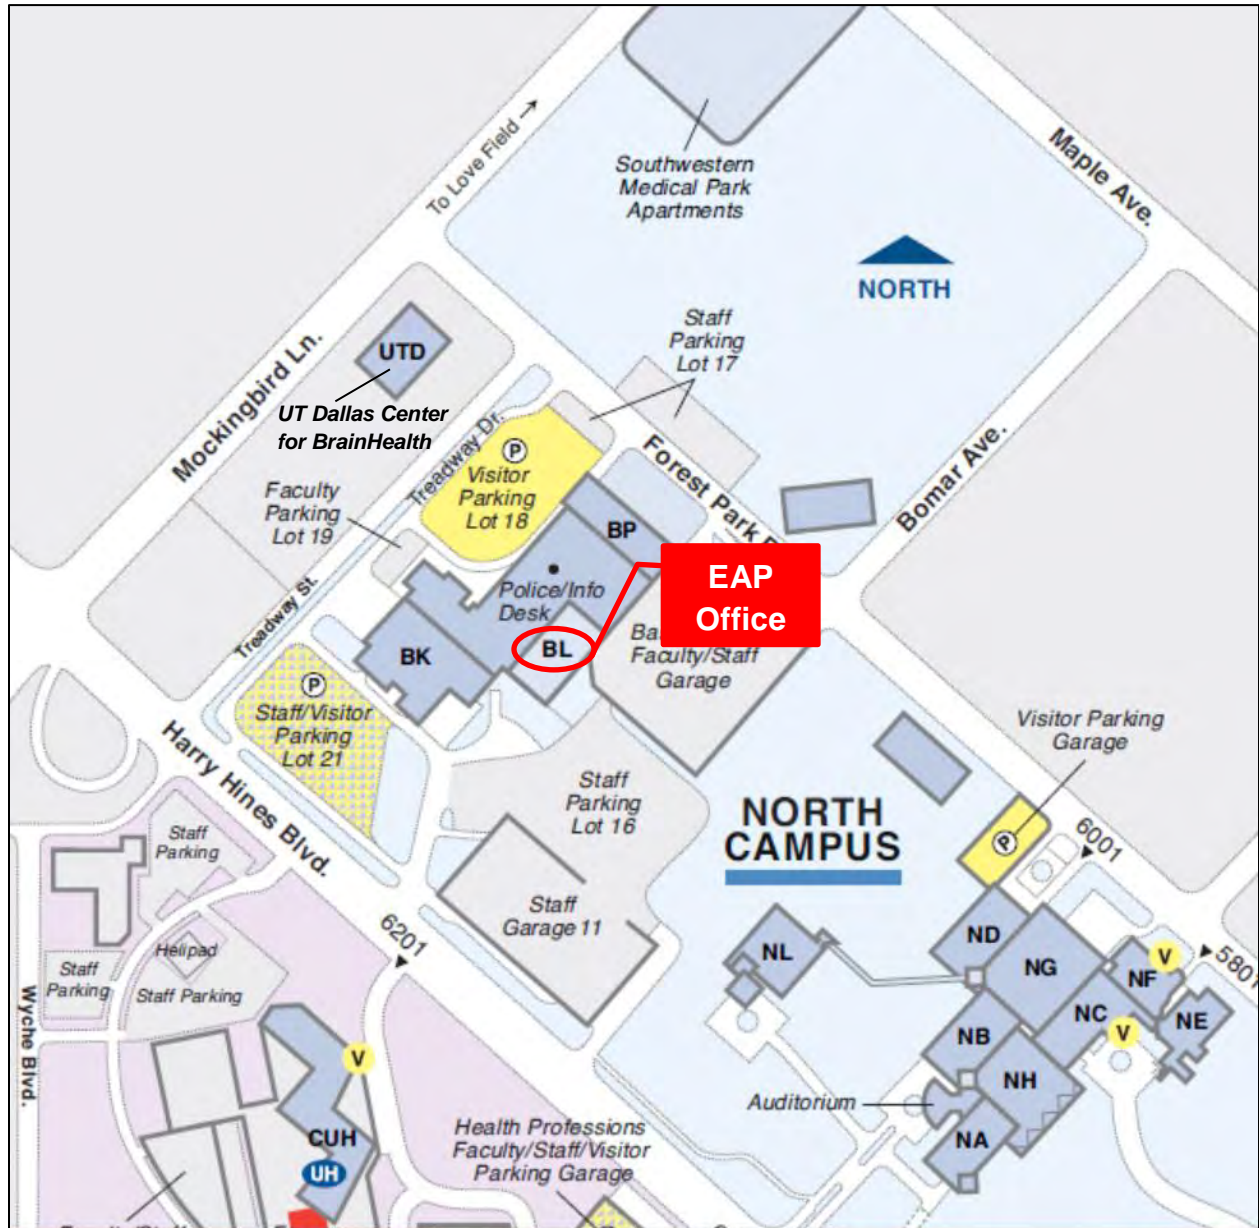 To Love Field →
Maple Ave.
Southwestern
Medical Park
Apartments
NORTH
Staff
Parking
Lot 17
UTD
Mockingbird Ln.
UT Dallas Center
for BrainHealth
Treadway Dr.
P
Visitor
Parking
Lot 18
Forest Park
Bomar Ave.
Faculty
Parking
Lot 19
BP
EAP
Office
Police/Info
Desk
Treadway St.
BK
BL
Faculty/Staff
Garage
P
Staff/Visitor
Parking
Lot 21
Visitor Parking
Garage
Harry Hines Blvd.
Staff
Parking
Lot 16
NORTH
CAMPUS
P
6001
Staff
Parking
Staff
Garage 11
6201
5801
Helipad
Staff
Parking
Staff Parking
NL
ND
NG
NF
V
NC
NE
V
NB
NH
Wyche Blvd.
V
Auditorium
NA
CUH
UH
Health Professions
Faculty/Staff/Visitor
Parking Garage